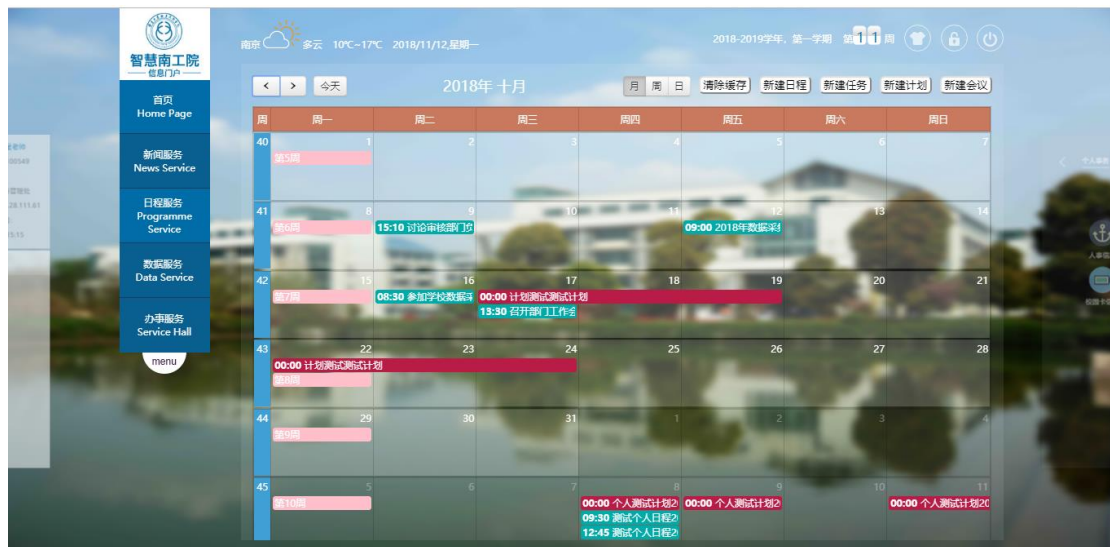 智慧南工院
信息门户
首页
Home Page
新闻服务
News Service
日程服务
Programme
Service
数据服务
Data Service
办事服务
Service Hall
menu
南京 多云 10℃~17℃ 2018/11/12,星期一
2018-2019学年, 第一学期 第11周
今天
2018年 十月
月 周 日 清除缓存 新建日程 新建任务 新建计划 新建会议
周 周一 周二 周三 周四 周五 周六 周日
40 1 2 3 4 5 6 7
第5周
41 8 9 10 11 12 13 14
第6周 15:10 讨论审核部门 09:00 2018年数据采
42 15 16 17 18 19 20 21
第7周 08:30 参加学校数据采 00:00 计划测试测试计划
13:30 召开部门工作会
43 22 23 24 25 26 27 28
00:00 计划测试测试计划
第8周
44 29 30 31 1 2 3 4
第9周
45 5 6 7 8 9 10 11
第10周 00:00 个人测试计划2 00:00 个人测试计划2 00:00 个人测试计划20
09:30 测试个人日程2
12:45 测试个人日程2